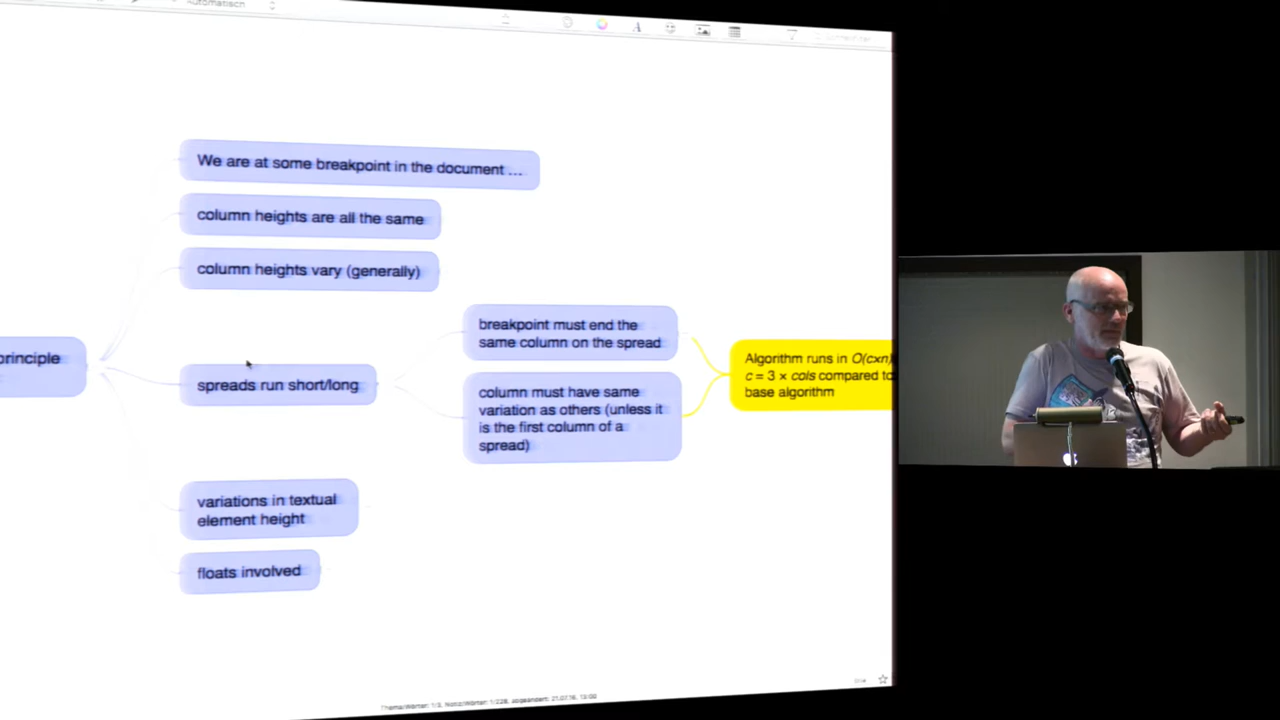 Automatisch
We are at some breakpoint in the document ...
column heights are all the same
column heights vary (generally)
principle
spreads run short/long
breakpoint must end the
same column on the spread
column must have same
variation as others (unless it
is the first column of a
spread)
Algorithm runs in O(c×n)
c = 3 × cols compared to
base algorithm
variations in textual
element height
floats involved